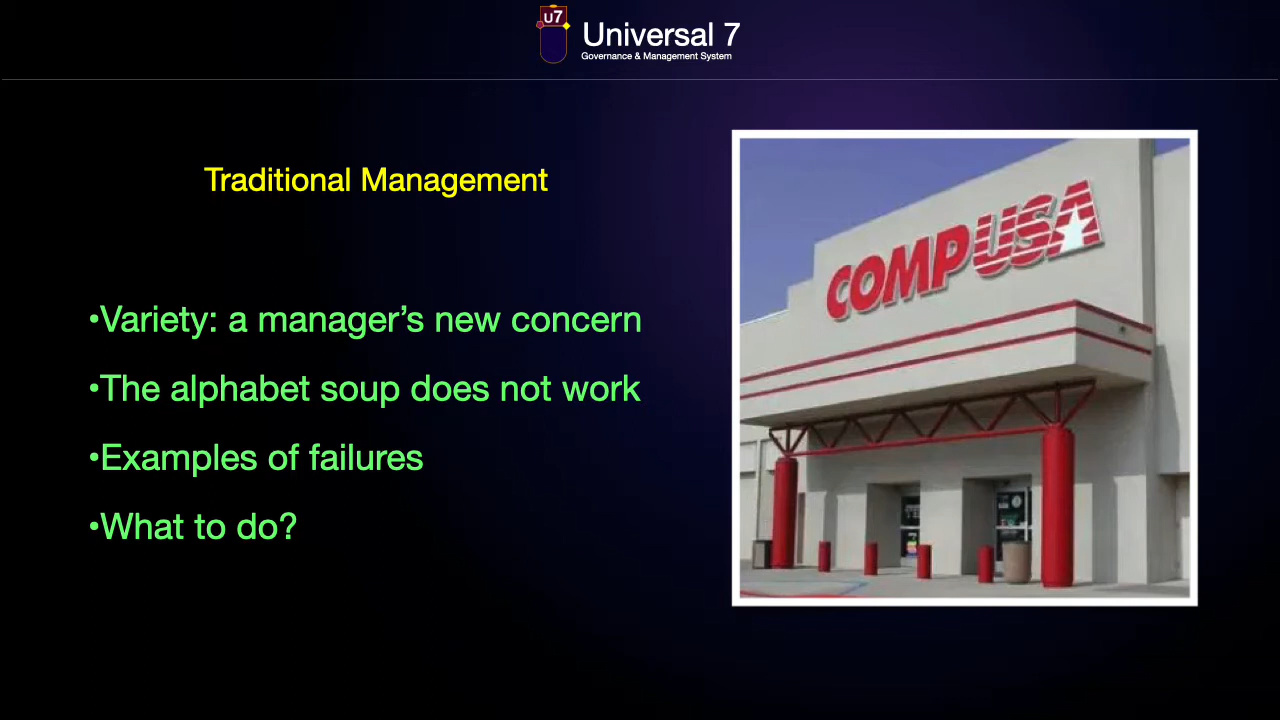 U7
Universal 7
Governance & Management System
Traditional Management
•Variety: a manager’s new concern
•The alphabet soup does not work
•Examples of failures
•What to do?
COMPUSA